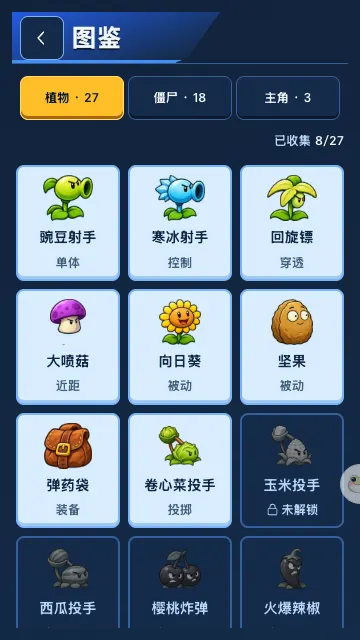 图鉴
植物 · 27
僵尸 · 18
主角 · 3
已收集 8/27
豌豆射手
寒冰射手
回旋镖
单体
控制
穿透
大喷菇
向日葵
坚果
近距
被动
被动
弹药袋
卷心菜投手
玉米投手
装备
投掷
未解锁
西瓜投手
樱桃炸弹
火爆辣椒